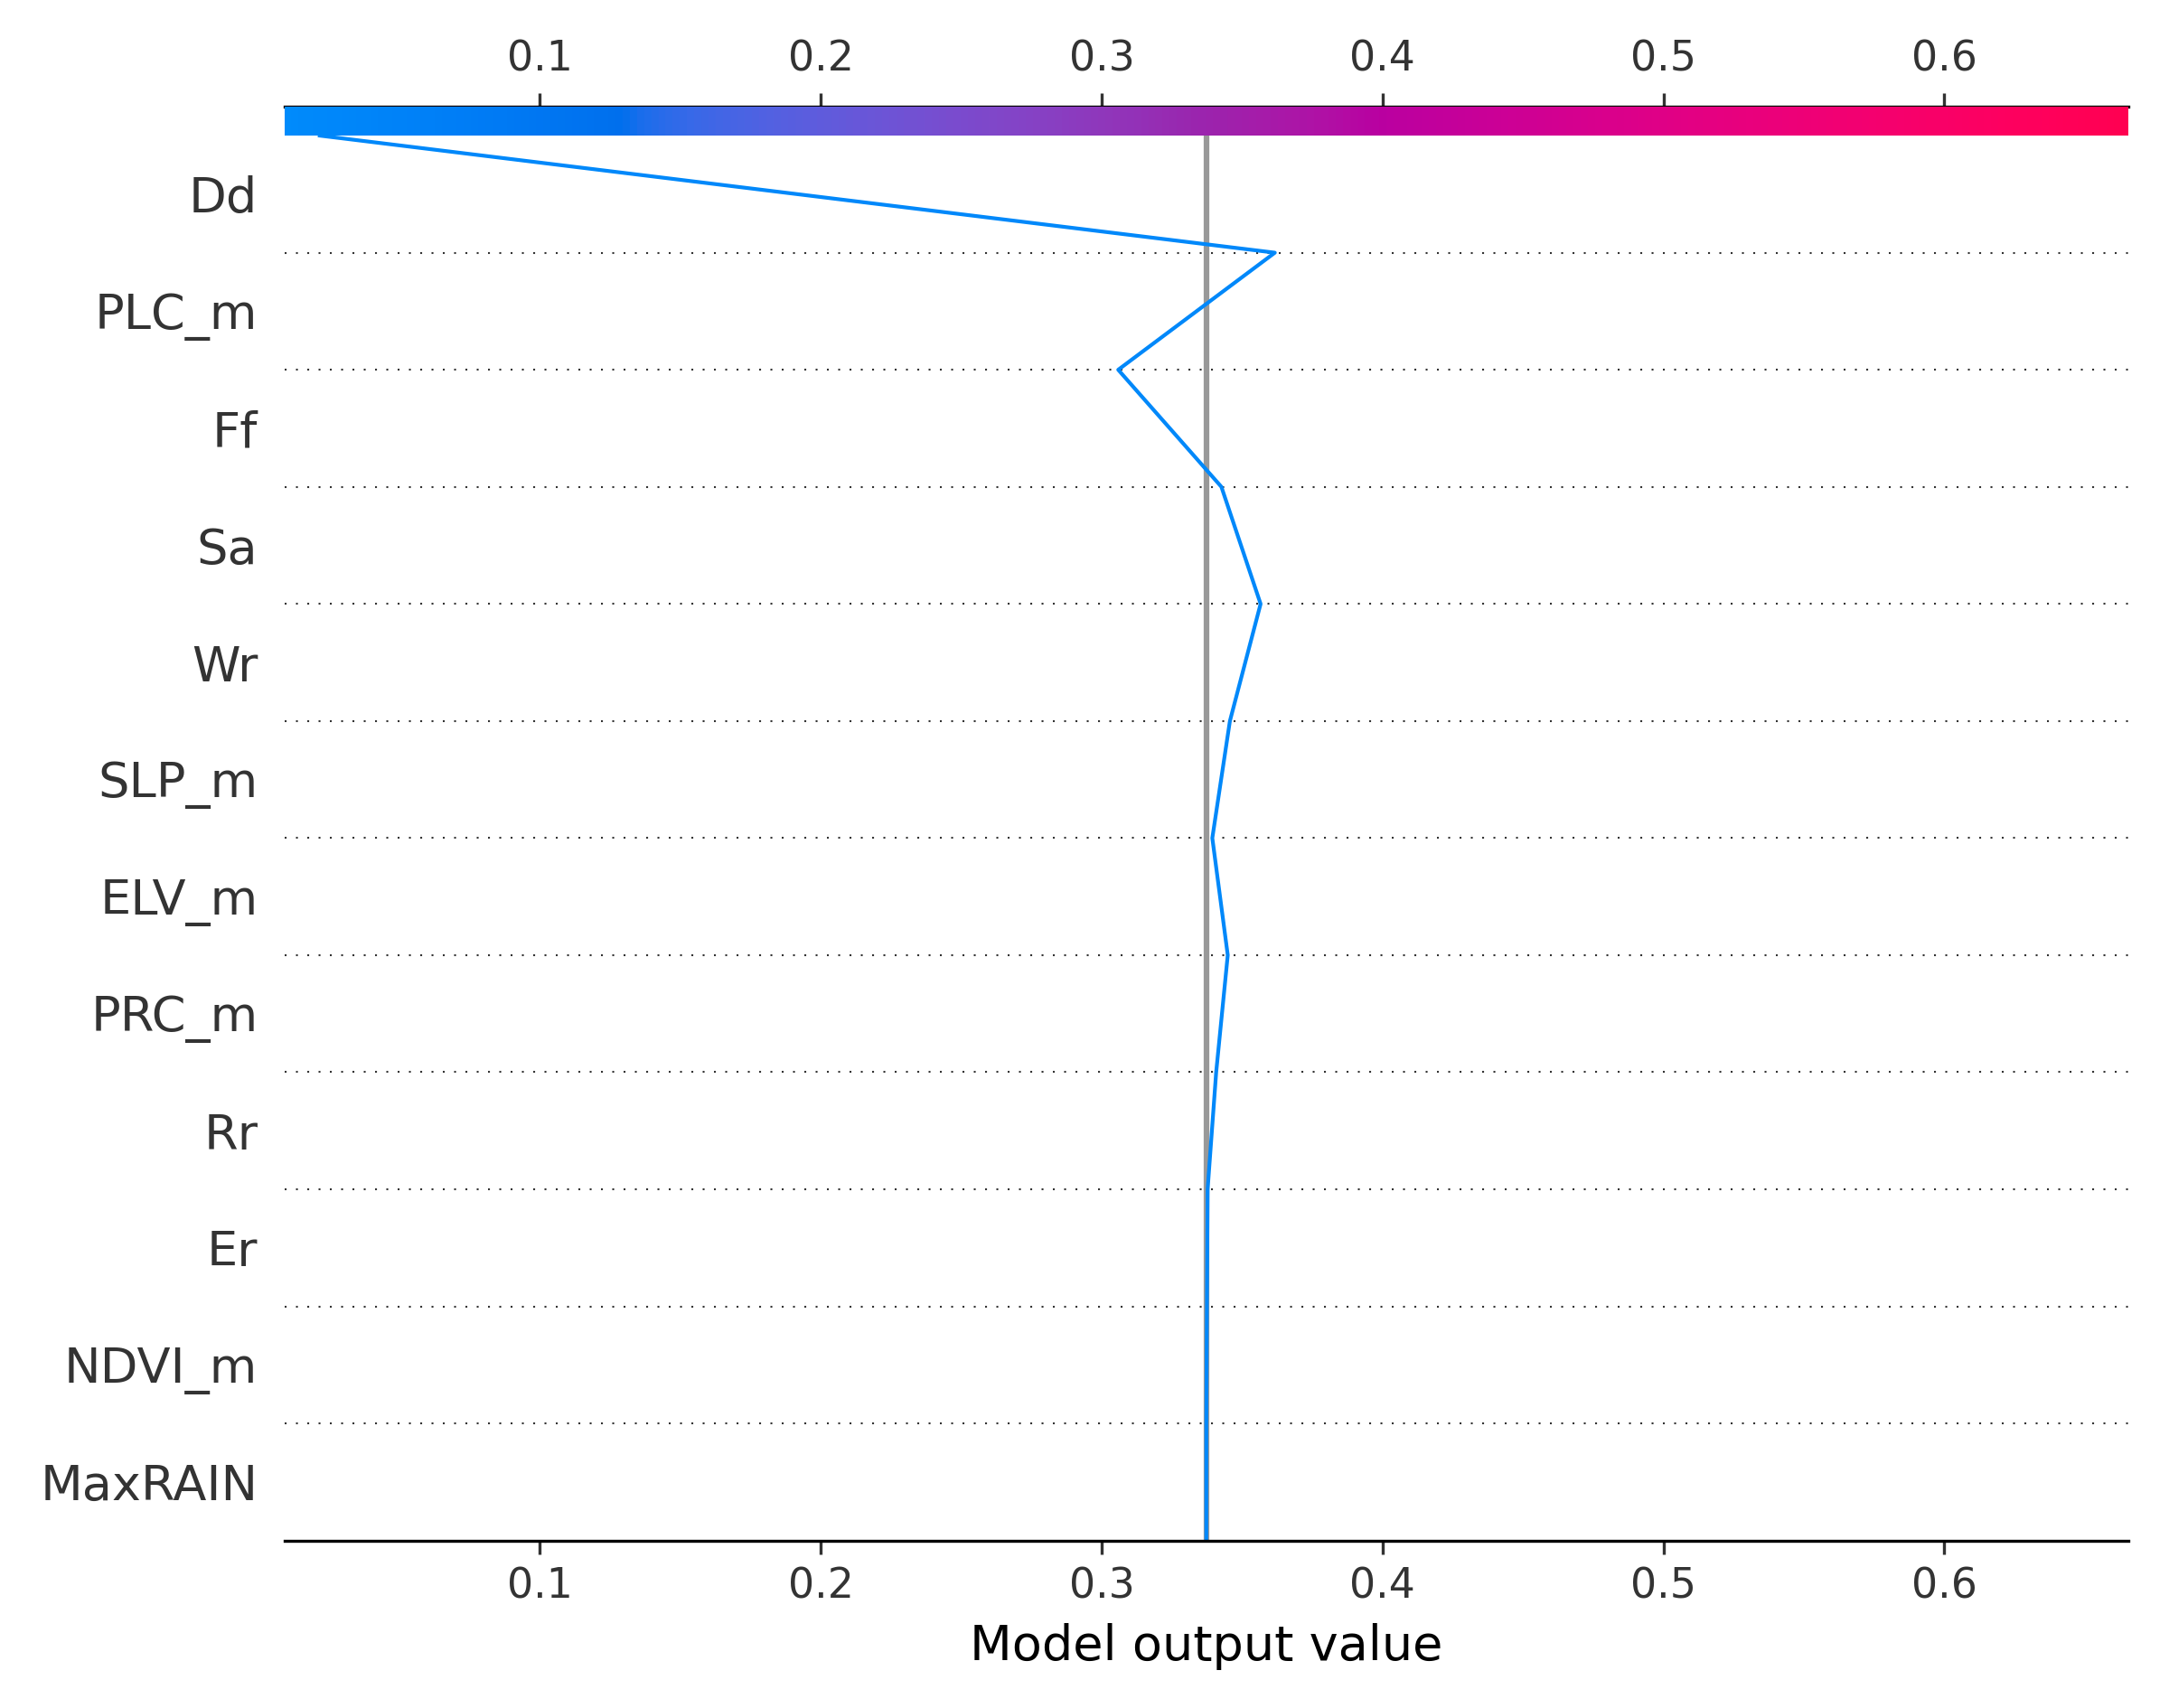 0.1 0.2 0.3 0.4 0.5 0.6
Dd
PLC_m
Ff
Sa
Wr
SLP_m
ELV_m
PRC_m
Rr
Er
NDVI_m
MaxRAIN
0.1 0.2 0.3 0.4 0.5 0.6
Model output value